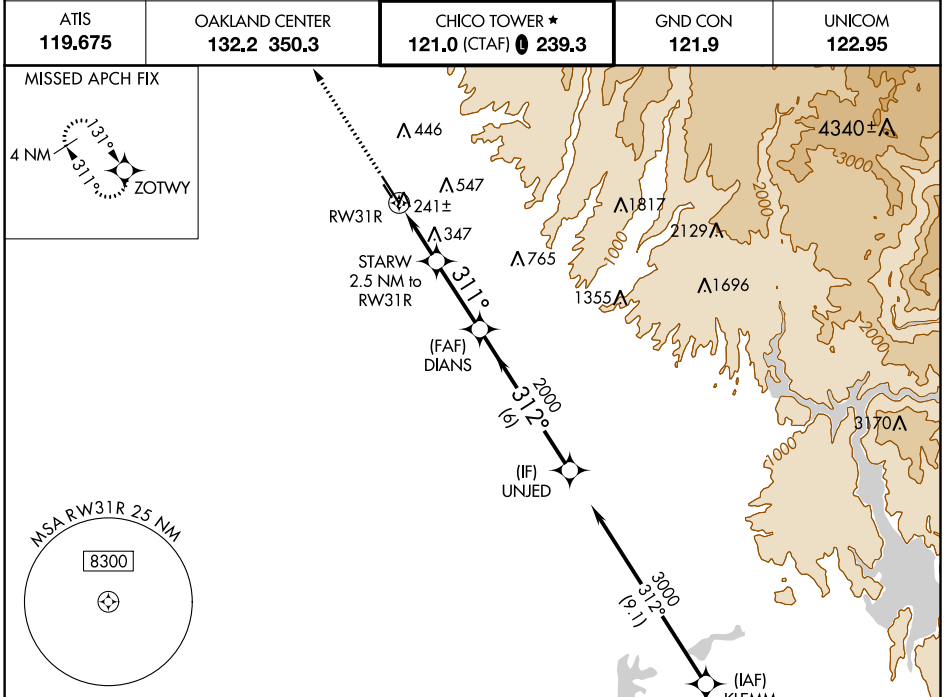 ATIS
119.675
OAKLAND CENTER
132.2 350.3
CHICO TOWER ★
121.0 (CTAF) L 239.3
GND CON
121.9
UNICOM
122.95
MISSED APCH FIX
4 NM
131°
311°
ZOTWY
446
547
RW31R
241±
347
STARW
2.5 NM to
RW31R
765
311°
(FAF)
DIANS
2000
312°
(6)
(IF)
UNJED
3000
312°
(9.1)
(IAF)
KLEMM
4340±
3000
2000
1817
1000
2129
1696
1355
2000
3170
1000
MSA RW31R 25 NM
8300